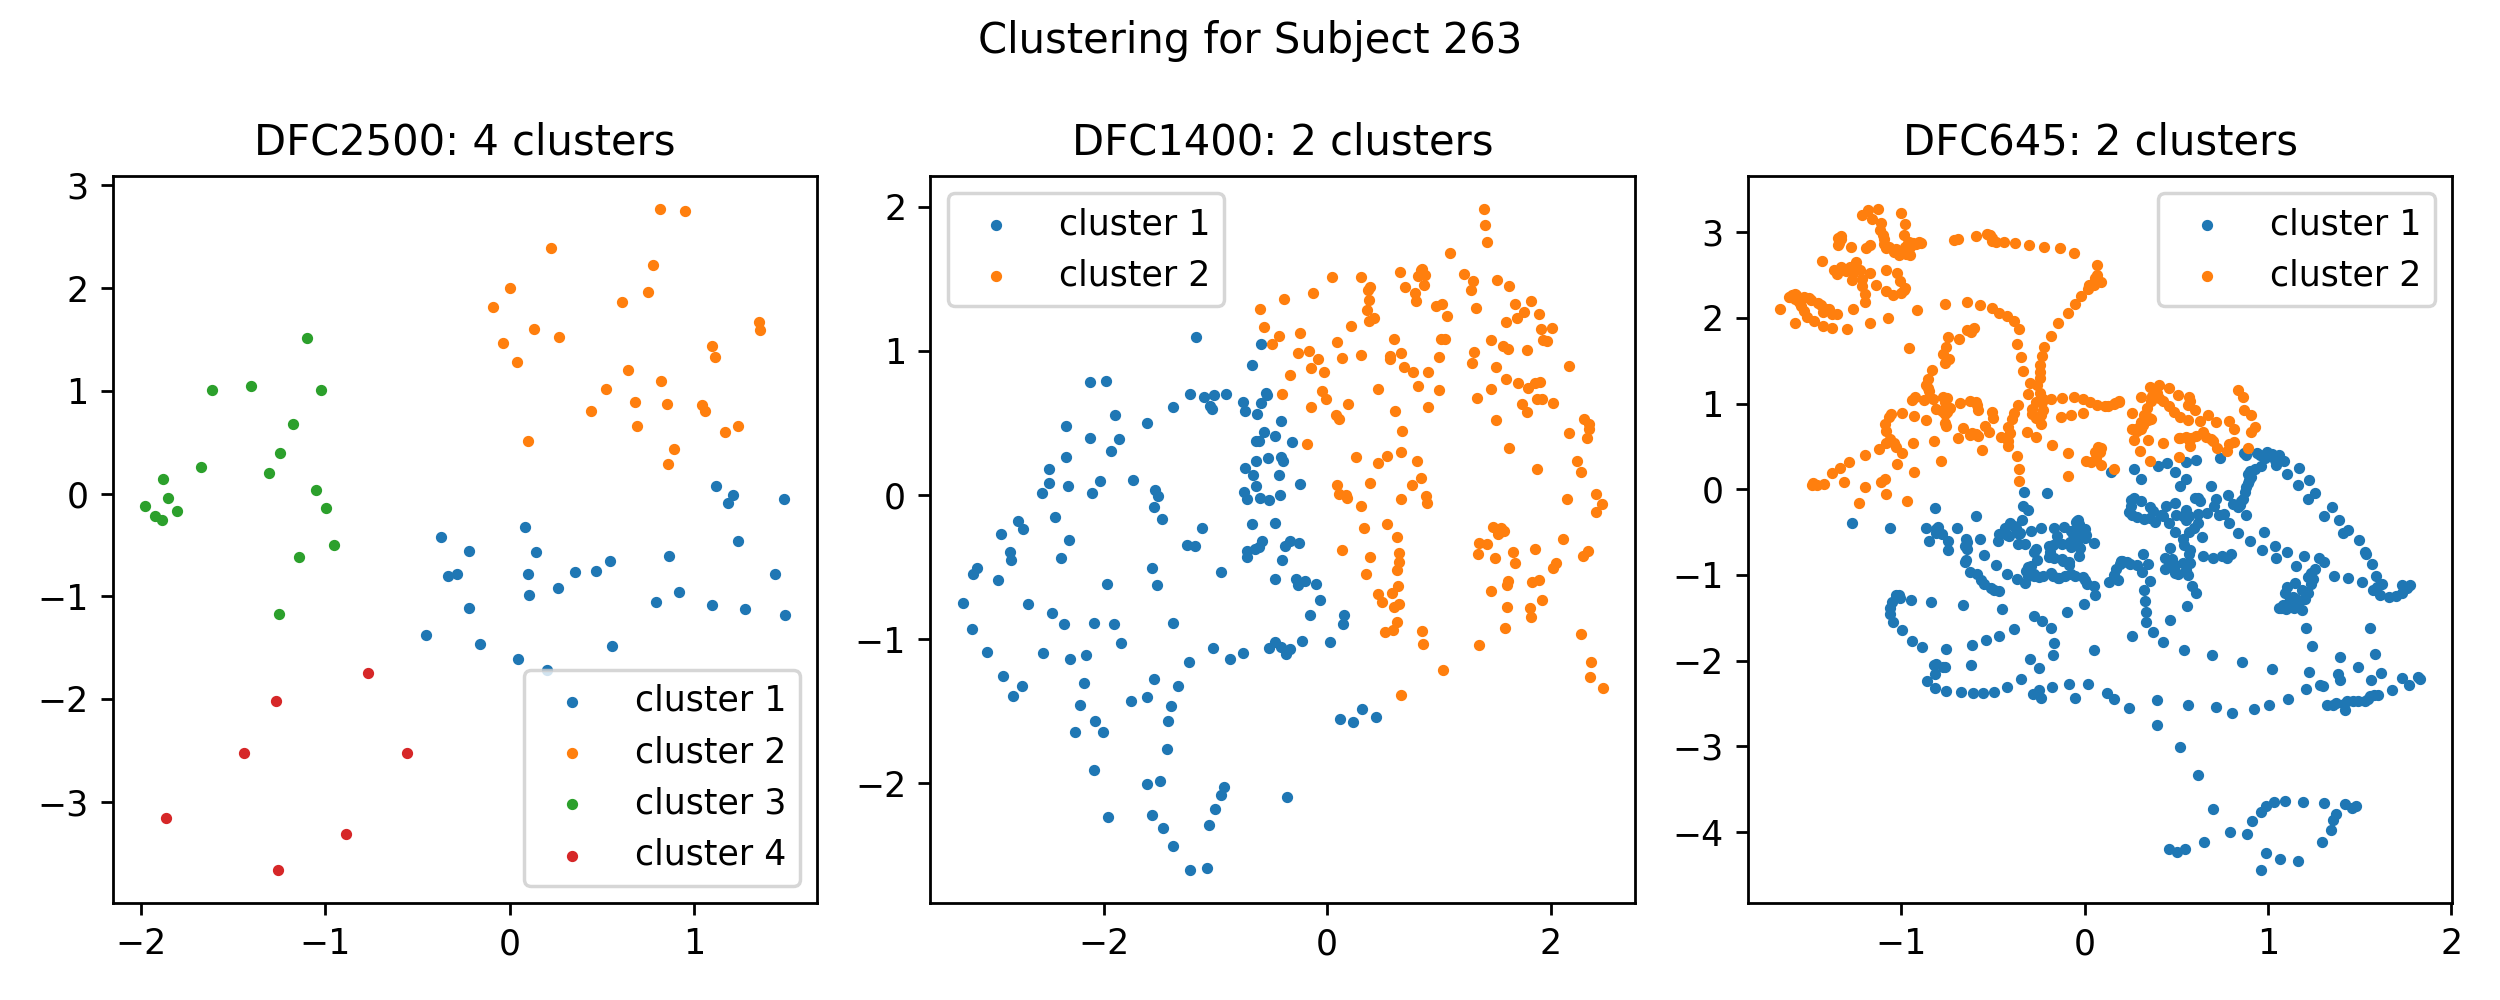 Clustering for Subject 263
DFC2500: 4 clusters
3
2
1
0
−1
−2
−3
−2
−1
0
1
cluster 1
cluster 2
cluster 3
cluster 4
DFC1400: 2 clusters
2
1
0
−1
−2
−2
0
2
cluster 1
cluster 2
DFC645: 2 clusters
3
2
1
0
−1
−2
−3
−4
−1
0
1
2
cluster 1
cluster 2